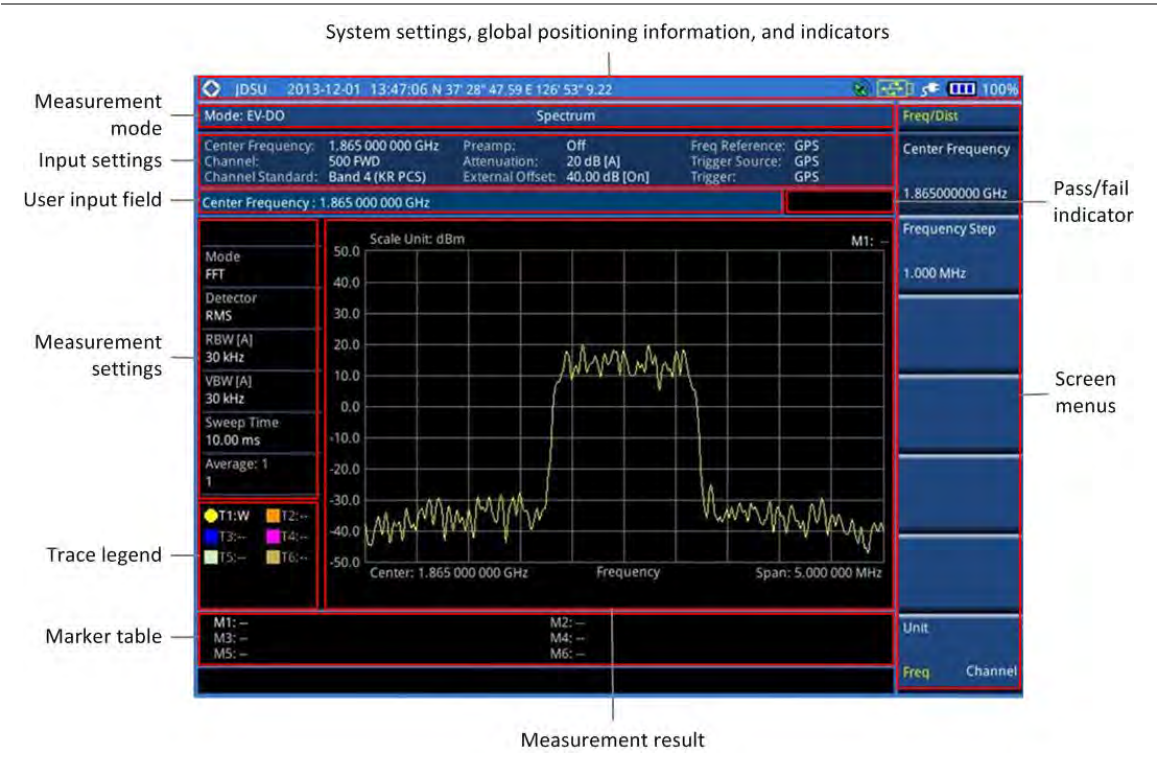 System settings, global positioning information, and indicators
JDSU 2013-12-01 13:47:06 N 37' 28" 47.59 E 126' 53" 9.22 100%
Measurement
mode
Mode: EV-DO Spectrum Freq/Dist
Input settings
Center Frequency: 1.865 000 000 GHz Preamp: Off Freq Reference: GPS
Channel: 500 FWD Attenuation: 20 dB [A] Trigger Source: GPS
Channel Standard: Band 4 (KR PCS) External Offset: 40.00 dB [On] Trigger: GPS
Center Frequency
1.865000000 GHz
User input field
Center Frequency : 1.865 000 000 GHz
Pass/fail
indicator
Frequency Step
1.000 MHz
Measurement
settings
Mode
FFT
Detector
RMS
RBW [A]
30 kHz
VBW [A]
30 kHz
Sweep Time
10.00 ms
Average: 1
1
Scale Unit: dBm M1: --
50.0
40.0
30.0
20.0
10.0
0.0
-10.0
-20.0
-30.0
-40.0
-50.0
Center: 1.865 000 000 GHz Frequency Span: 5.000 000 MHz
Screen
menus
Trace legend
T1:W T2:--
T3:-- T4:--
T5:-- T6:--
Marker table
M1: -- M2: --
M3: -- M4: --
M5: -- M6: --
Unit
Freq Channel
Measurement result